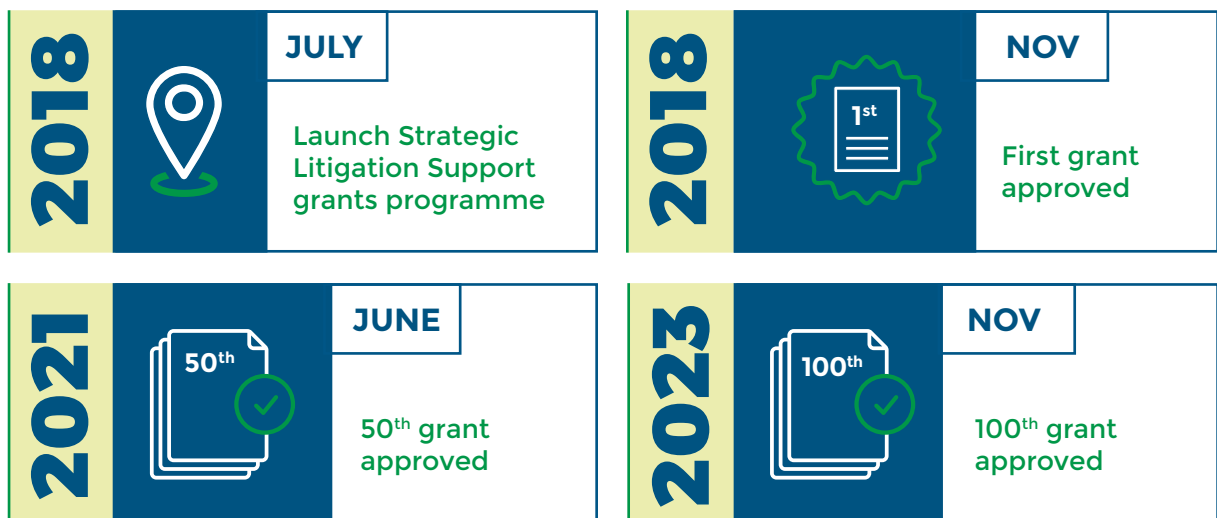 2018
JULY
Launch Strategic
Litigation Support
grants programme
2018
1st
NOV
First grant
approved
2021
50th
JUNE
50th grant
approved
2023
100th
NOV
100th grant
approved